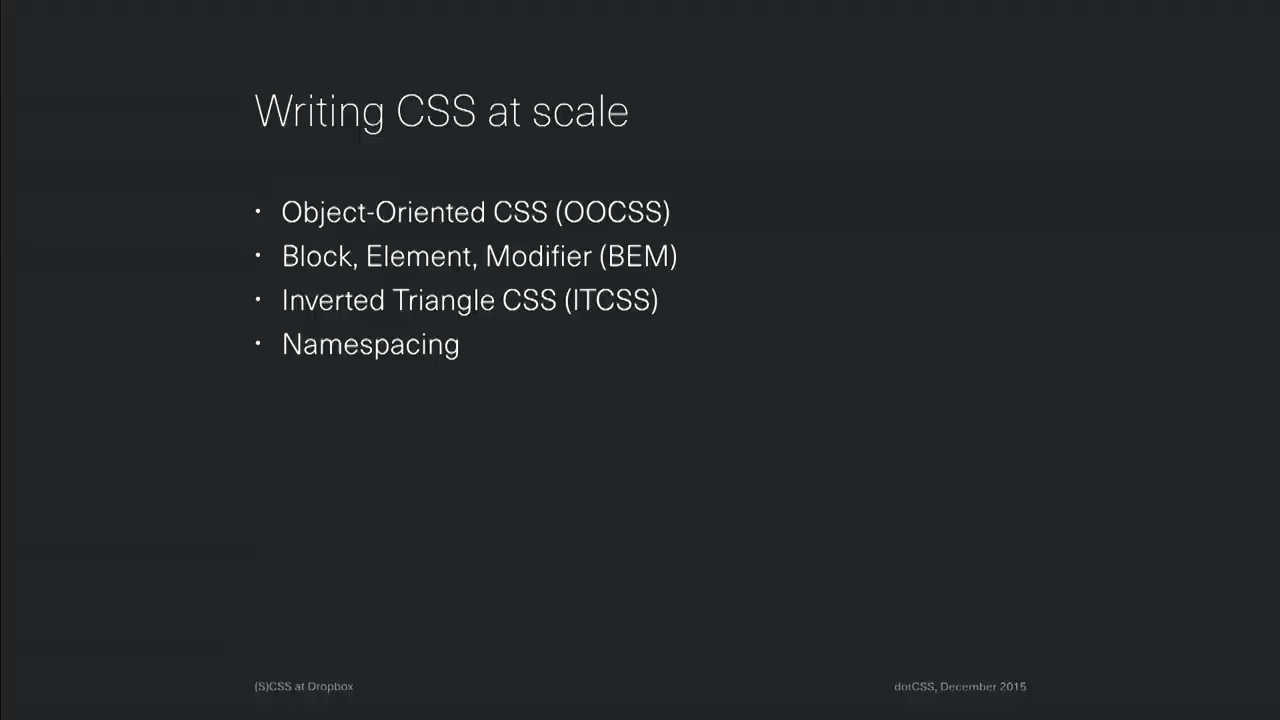 Writing CSS at scale
· Object-Oriented CSS (OOCSS)
· Block, Element, Modifier (BEM)
· Inverted Triangle CSS (ITCSS)
· Namespacing
(S)CSS at Dropbox
dotCSS, December 2015